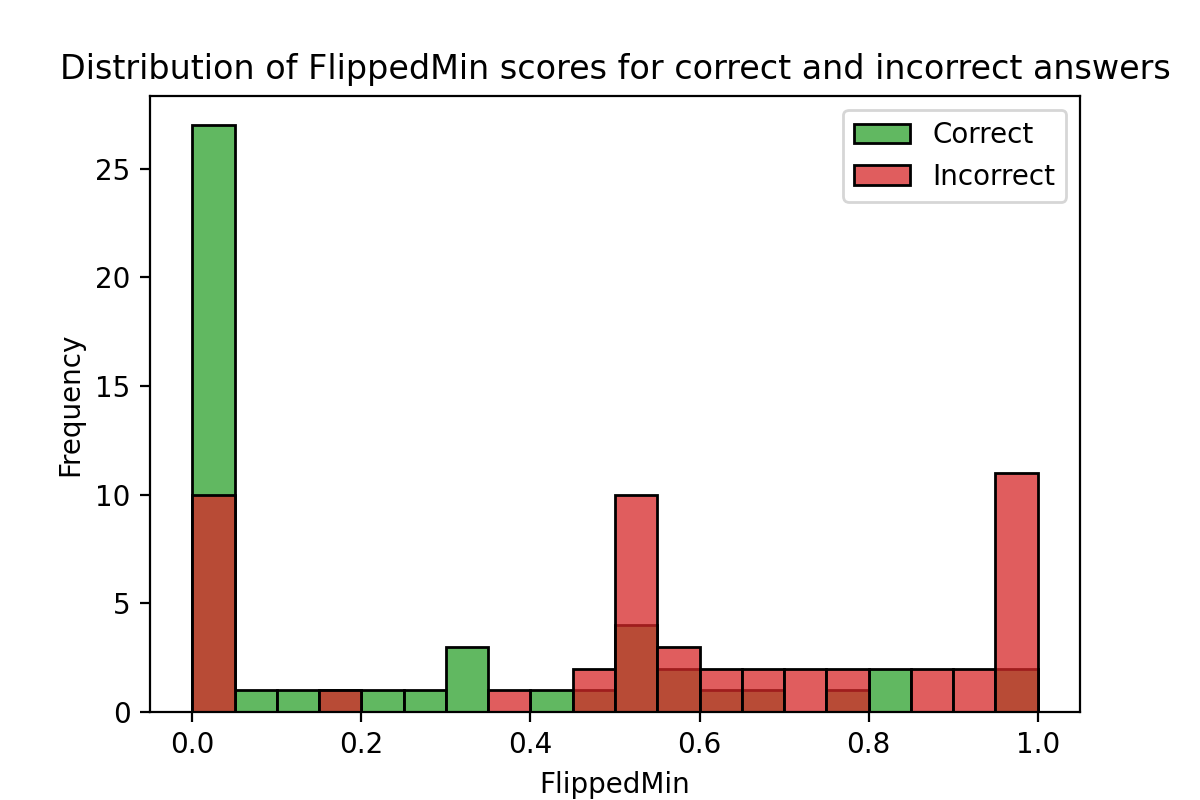 Distribution of FlippedMin scores for correct and incorrect answers
Correct
Incorrect
25
20
15
10
5
0
Frequency
0.0 0.2 0.4 0.6 0.8 1.0
FlippedMin